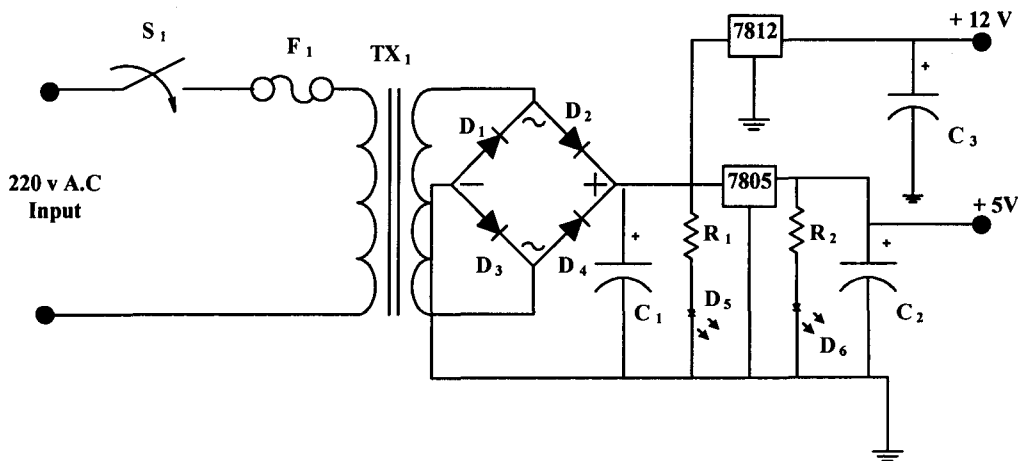 S1
F1
TX1
220 v A.C
Input
D1
D2
D3
D4
~
~
−
+
7812
+ 12 V
+
C3
7805
+ 5V
R1
R2
+
C1
+
C2
D5
D6